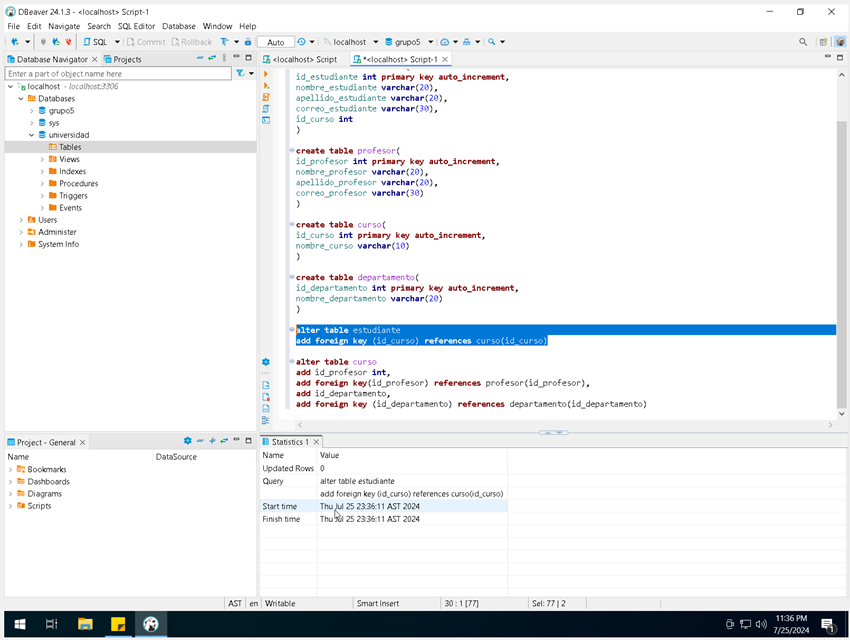 DBeaver 24.1.3 - Script-1
File Edit Navigate Search SQL Editor Database Window Help
SQL Commit Rollback Auto localhost grupo5
Database Navigator Projects
<localhost> Script *<localhost> Script-1
Enter a part of object name here
localhost - localhost:3306
Databases
grupo5
sys
universidad
Tables
Views
Indexes
Procedures
Triggers
Events
Users
Administer
System Info
id_estudiante int primary key auto_increment,
nombre_estudiante varchar(20),
apellido_estudiante varchar(20),
correo_estudiante varchar(30),
id_curso int
)
create table profesor(
id_profesor int primary key auto_increment,
nombre_profesor varchar(20),
apellido_profesor varchar(20),
correo_profesor varchar(30)
)
create table curso(
id_curso int primary key auto_increment,
nombre_curso varchar(10)
)
create table departamento(
id_departamento int primary key auto_increment,
nombre_departamento varchar(20)
)
alter table estudiante
add foreign key (id_curso) references curso(id_curso)
alter table curso
add id_profesor int,
add foreign key(id_profesor) references profesor(id_profesor),
add id_departamento,
add foreign key (id_departamento) references departamento(id_departamento)
Project - General
Name DataSource
Bookmarks
Dashboards
Diagrams
Scripts
Statistics 1
Name Value
Updated Rows 0
Query alter table estudiante
add foreign key (id_curso) references curso(id_curso)
Start time Thu Jul 25 23:36:11 AST 2024
Finish time Thu Jul 25 23:36:11 AST 2024
AST en Writable Smart Insert 30 : 1 [77] Sel: 77 | 2
11:36 PM
7/25/2024
1